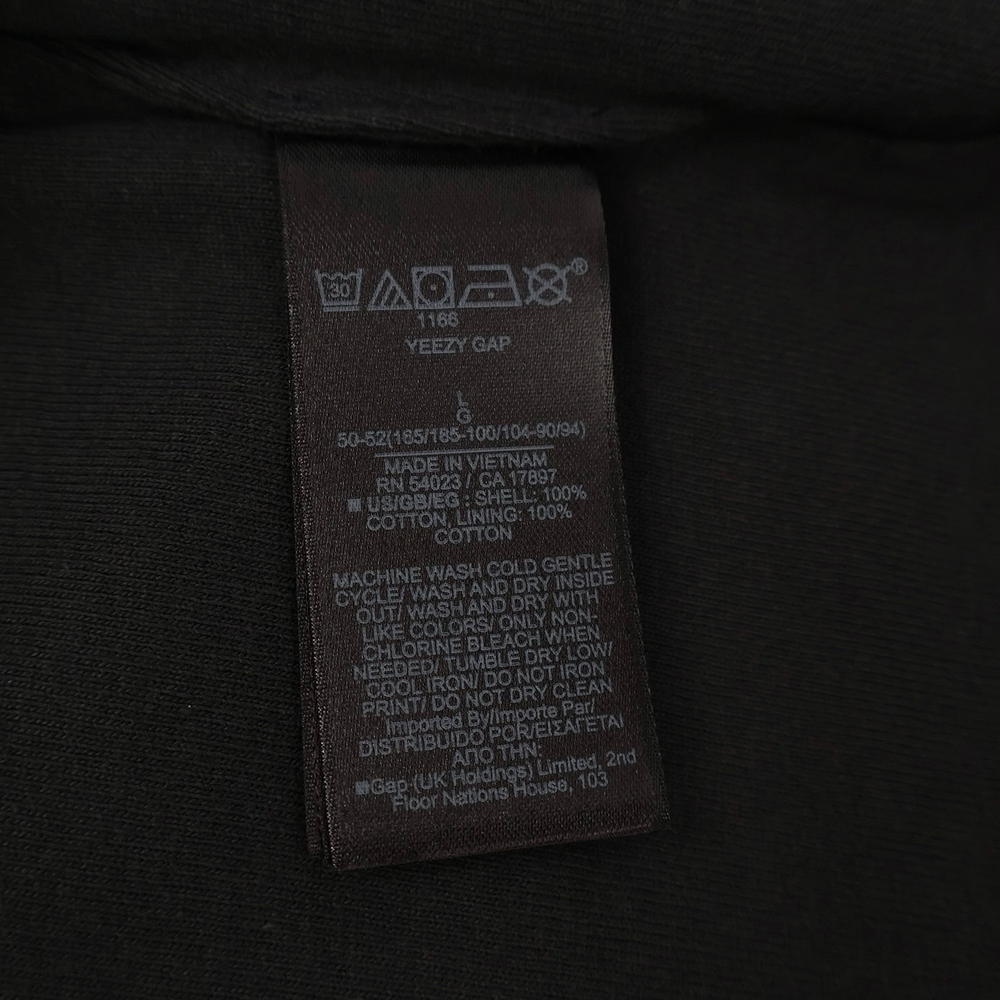 30 ®
1166
YEEZY GAP
L
G
50-52(165/185-100/104-90/94)
MADE IN VIETNAM
RN 54023 / CA 17897
■ US/GB/EG : SHELL: 100%
COTTON, LINING: 100%
COTTON
MACHINE WASH COLD GENTLE
CYCLE/ WASH AND DRY INSIDE
OUT/ WASH AND DRY WITH
LIKE COLORS/ ONLY NON-
CHLORINE BLEACH WHEN
NEEDED/ TUMBLE DRY LOW/
COOL IRON/ DO NOT IRON
PRINT/ DO NOT DRY CLEAN
Imported By/Importe Par/
DISTRIBUIDO POR/ΕΙΣΑΓΕΤΑΙ
ΑΠΟ ΤΗΝ:
■Gap (UK Holdings) Limited, 2nd
Floor Nations House, 103